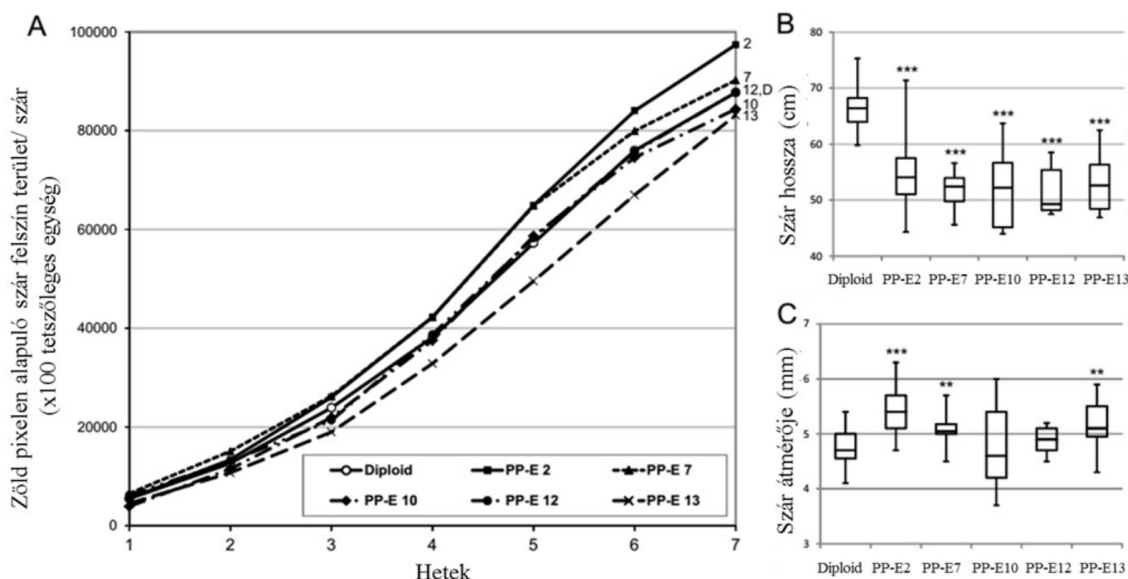 A
Zöld pixelen alapuló szár felszín terület/ szár
(x100 tetszőleges egység)
100000
80000
60000
40000
20000
0
1 2 3 4 5 6 7
Hetek
2
7
12,D
10
13
Diploid PP-E 2 PP-E 7
PP-E 10 PP-E 12 PP-E 13
B
Szár hossza (cm)
80
70
60
50
40
***
***
***
***
***
Diploid PP-E2 PP-E7 PP-E10 PP-E12 PP-E13
C
Szár átmérője (mm)
7
6
5
4
3
***
**
**
Diploid PP-E2 PP-E7 PP-E10 PP-E12 PP-E13